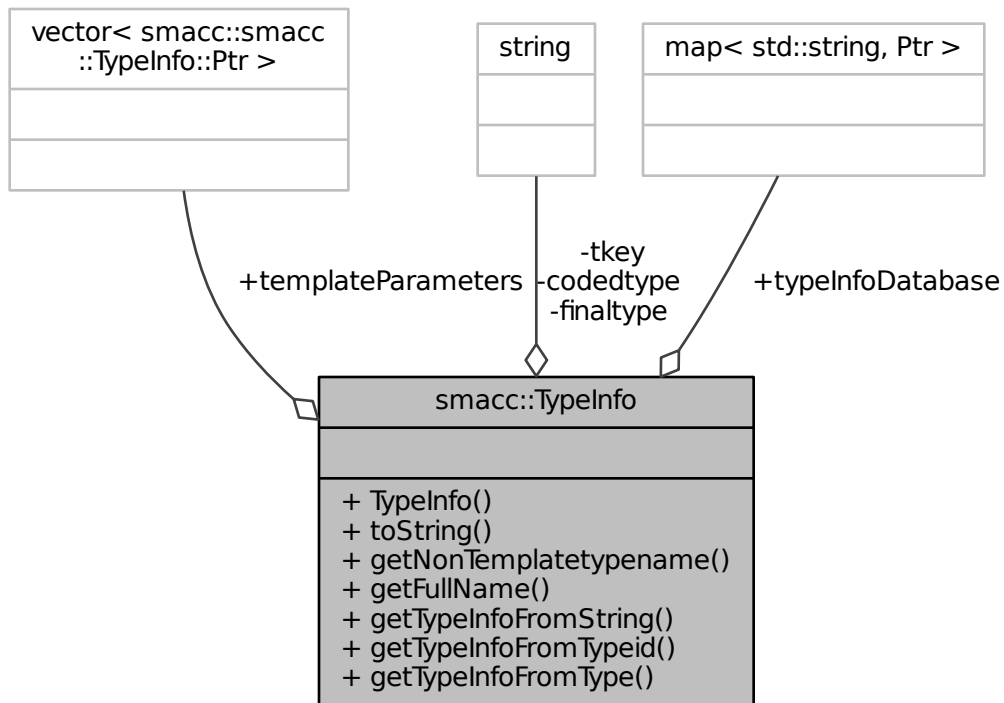 vector< smacc::smacc
::TypeInfo::Ptr >
string
map< std::string, Ptr >
+templateParameters
-tkey
-codedtype
-finaltype
+typeInfoDatabase
smacc::TypeInfo
+ TypeInfo()
+ toString()
+ getNonTemplatetypename()
+ getFullName()
+ getTypeInfoFromString()
+ getTypeInfoFromTypeid()
+ getTypeInfoFromType()